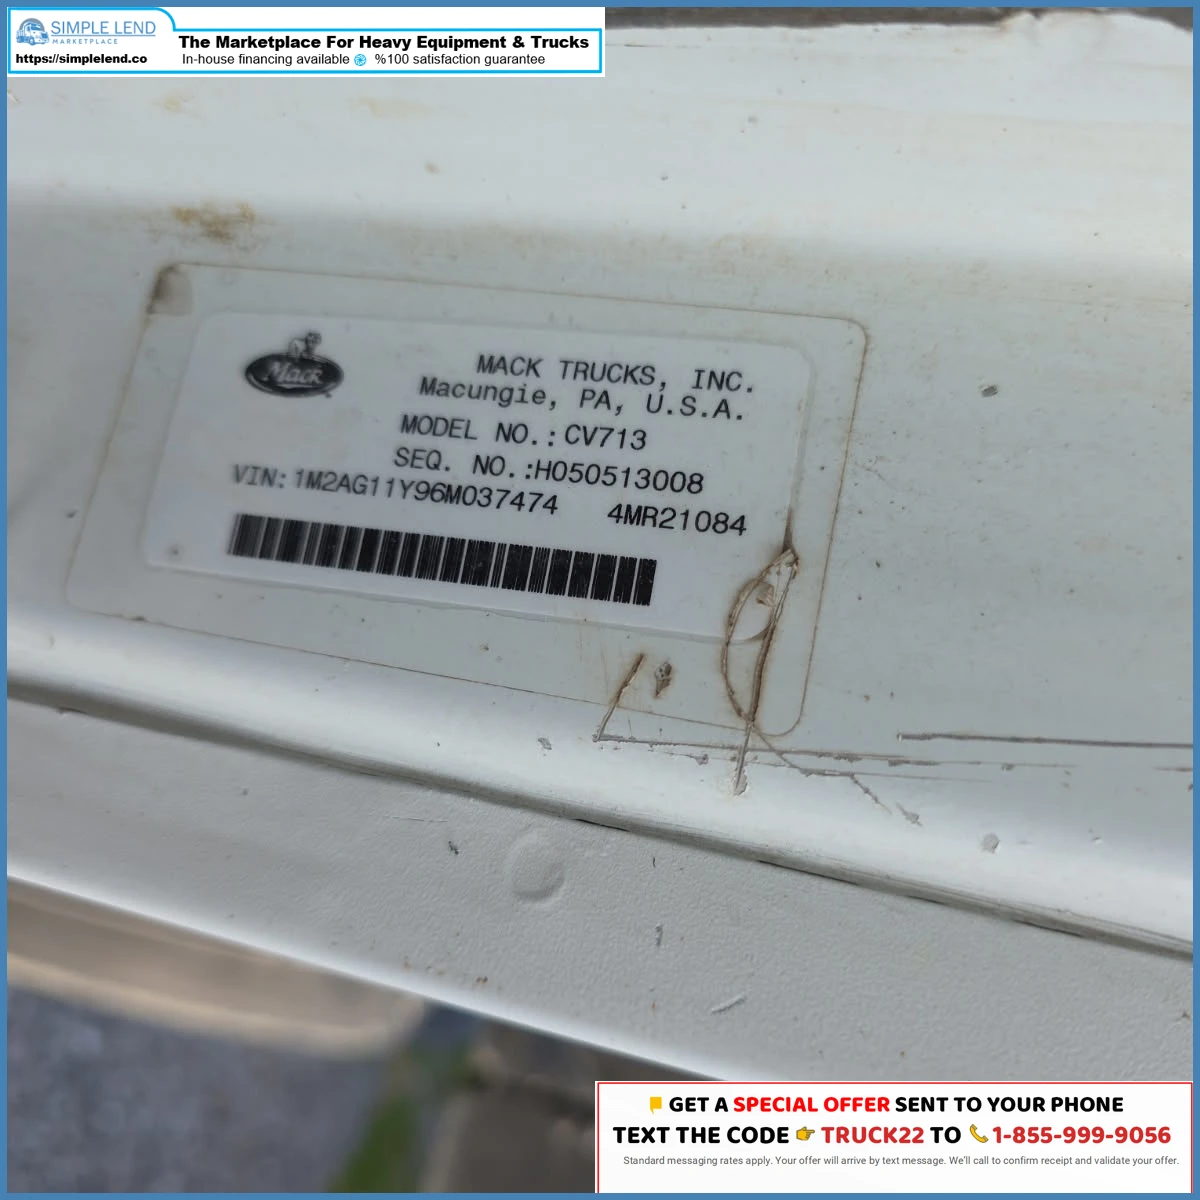 SIMPLE LEND
MARKETPLACE
https://simplelend.co
The Marketplace For Heavy Equipment & Trucks
In-house financing available %100 satisfaction guarantee
Mack
MACK TRUCKS, INC.
Macungie, PA, U.S.A.
MODEL NO.:CV713
SEQ. NO.:H050513008
VIN:1M2AG11Y96M037474 4MR21084
GET A SPECIAL OFFER SENT TO YOUR PHONE
TEXT THE CODE 👉 TRUCK22 TO 📞 1-855-999-9056
Standard messaging rates apply. Your offer will arrive by text message. We'll call to confirm receipt and validate your offer.